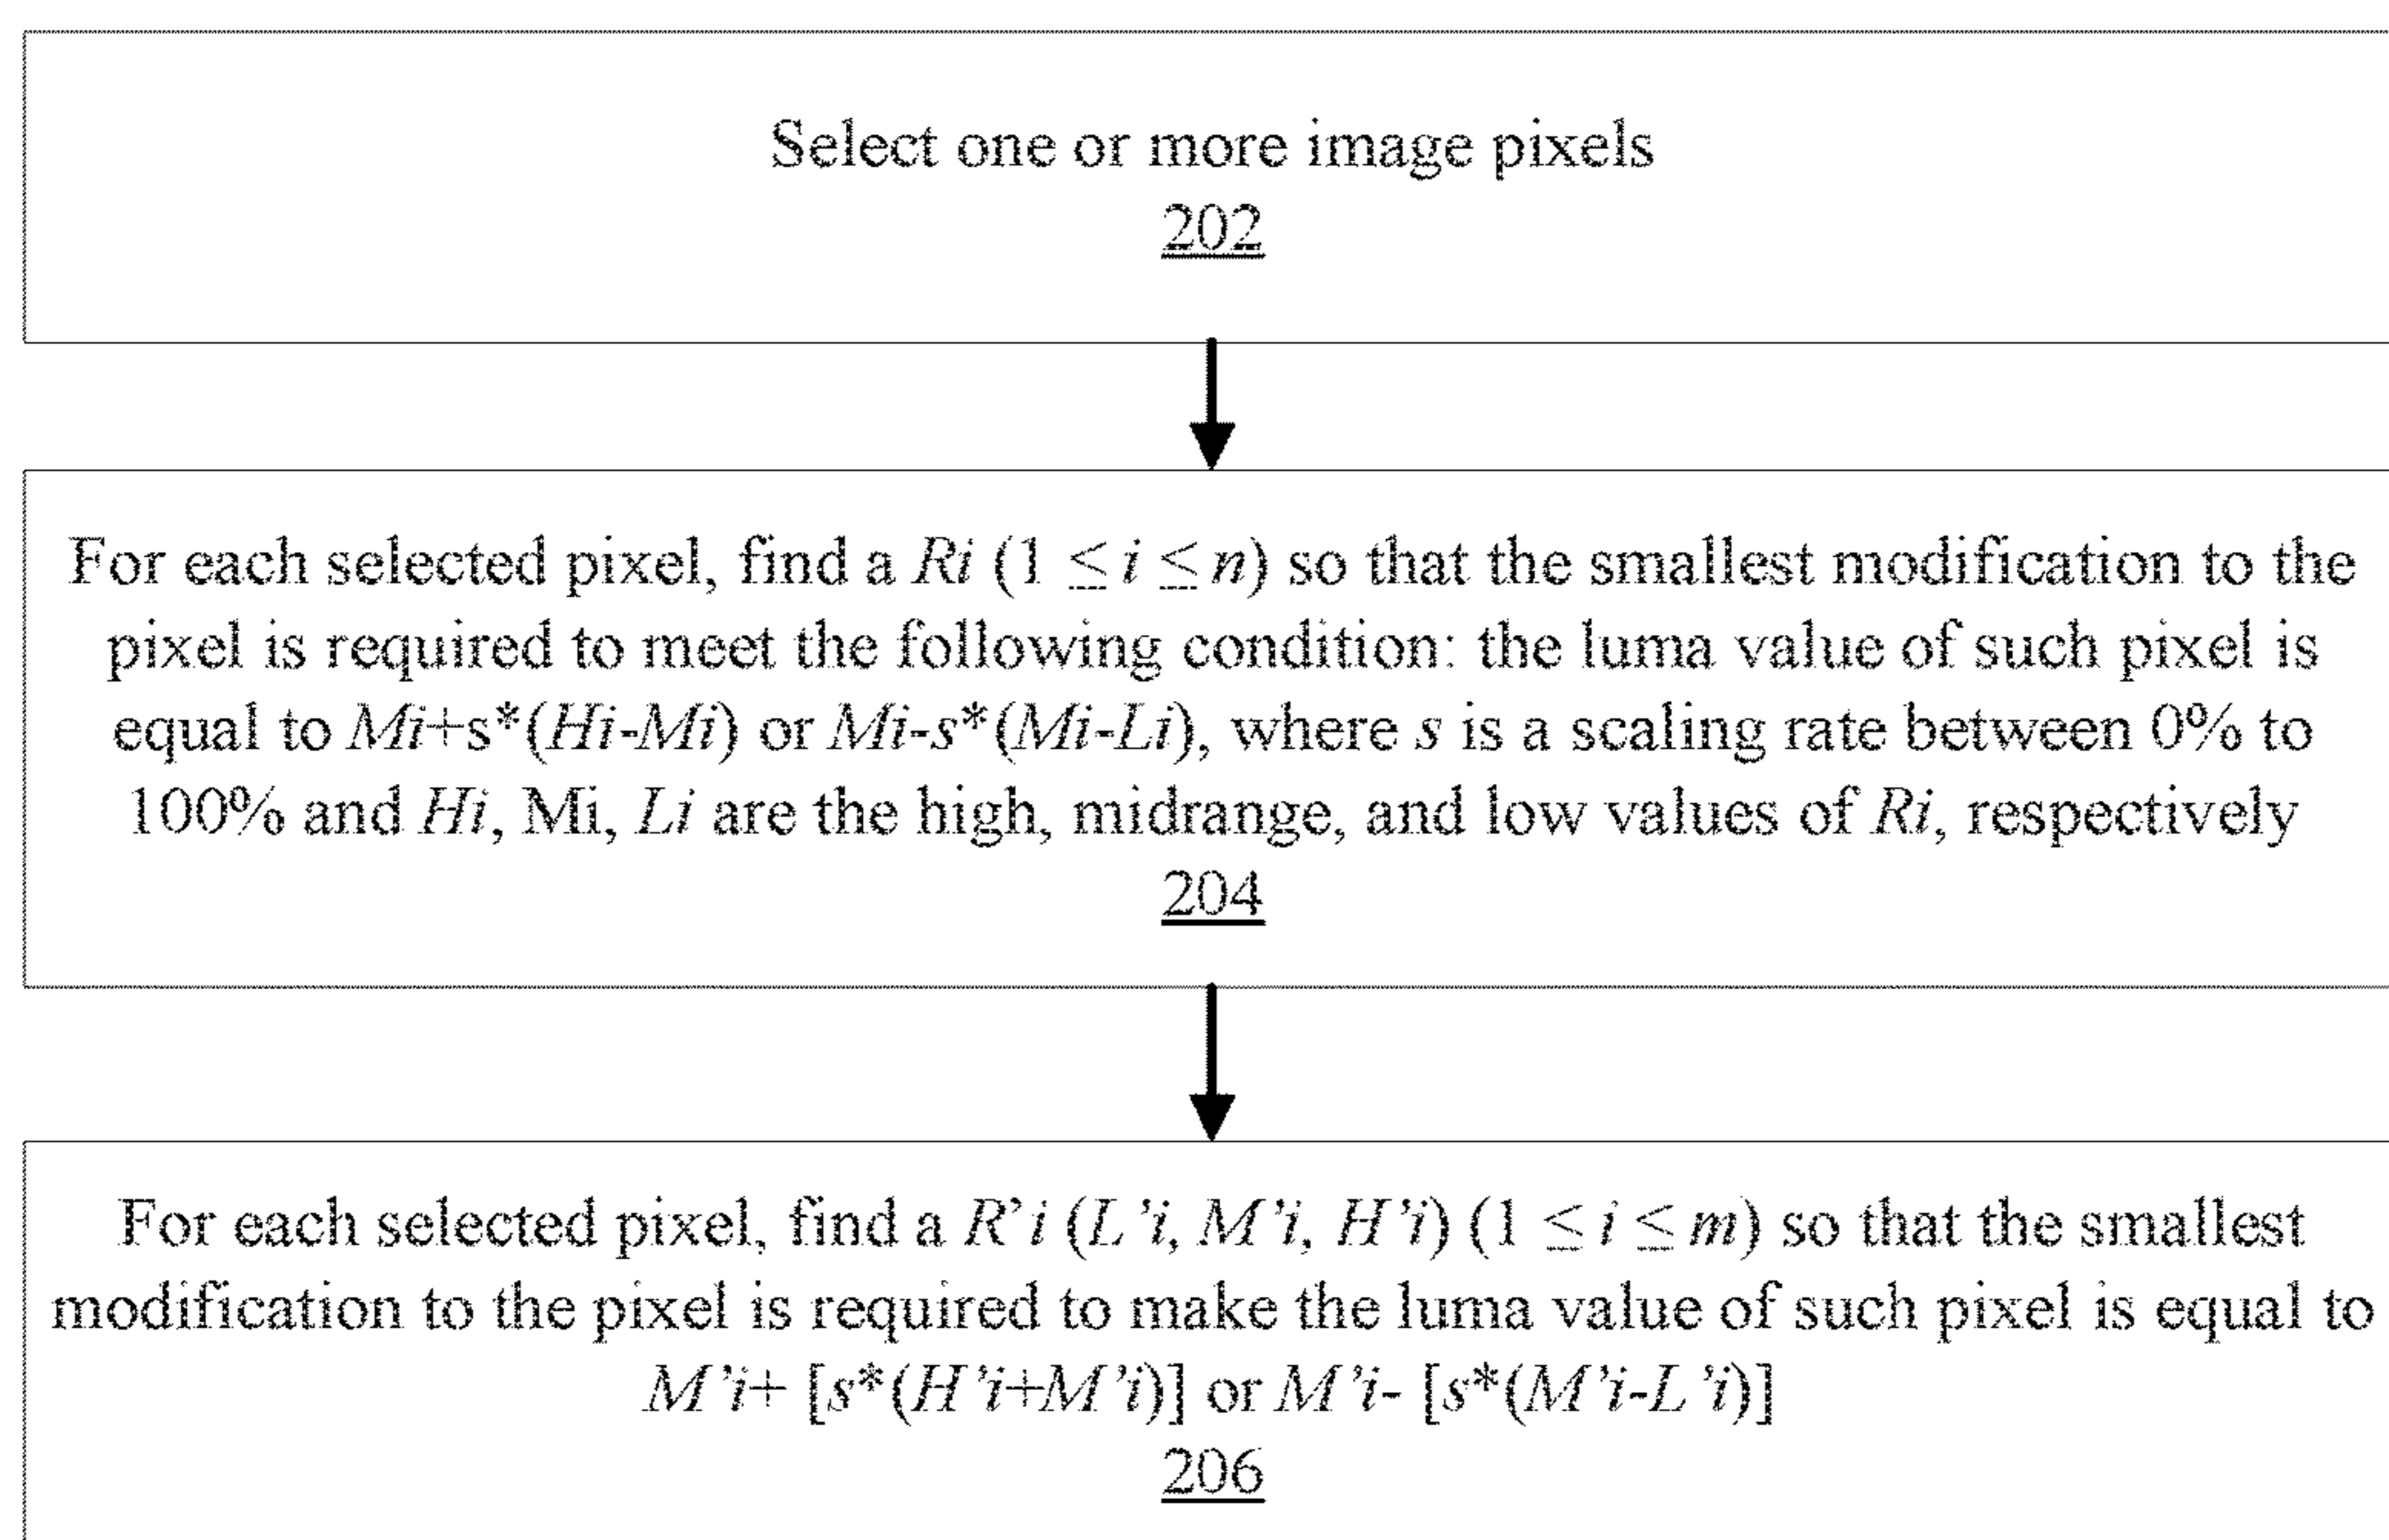 Select one or more image pixels
202
For each selected pixel, find a Ri (1 ≤ i ≤ n) so that the smallest modification to the
pixel is required to meet the following condition: the luma value of such pixel is
equal to Mi+s*(Hi-Mi) or Mi-s*(Mi-Li), where s is a scaling rate between 0% to
100% and Hi, Mi, Li are the high, midrange, and low values of Ri, respectively
204
For each selected pixel, find a R’i (L’i, M’i, H’i) (1 ≤ i ≤ m) so that the smallest
modification to the pixel is required to make the luma value of such pixel is equal to
M’i+ [s*(H’i+M’i)] or M’i- [s*(M’i-L’i)]
206